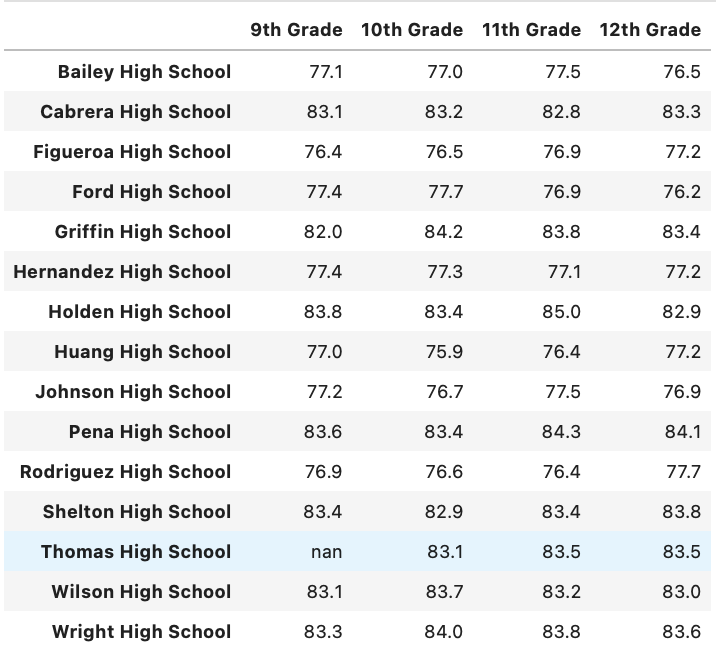 9th Grade 10th Grade 11th Grade 12th Grade
Bailey High School 77.1 77.0 77.5 76.5
Cabrera High School 83.1 83.2 82.8 83.3
Figueroa High School 76.4 76.5 76.9 77.2
Ford High School 77.4 77.7 76.9 76.2
Griffin High School 82.0 84.2 83.8 83.4
Hernandez High School 77.4 77.3 77.1 77.2
Holden High School 83.8 83.4 85.0 82.9
Huang High School 77.0 75.9 76.4 77.2
Johnson High School 77.2 76.7 77.5 76.9
Pena High School 83.6 83.4 84.3 84.1
Rodriguez High School 76.9 76.6 76.4 77.7
Shelton High School 83.4 82.9 83.4 83.8
Thomas High School nan 83.1 83.5 83.5
Wilson High School 83.1 83.7 83.2 83.0
Wright High School 83.3 84.0 83.8 83.6